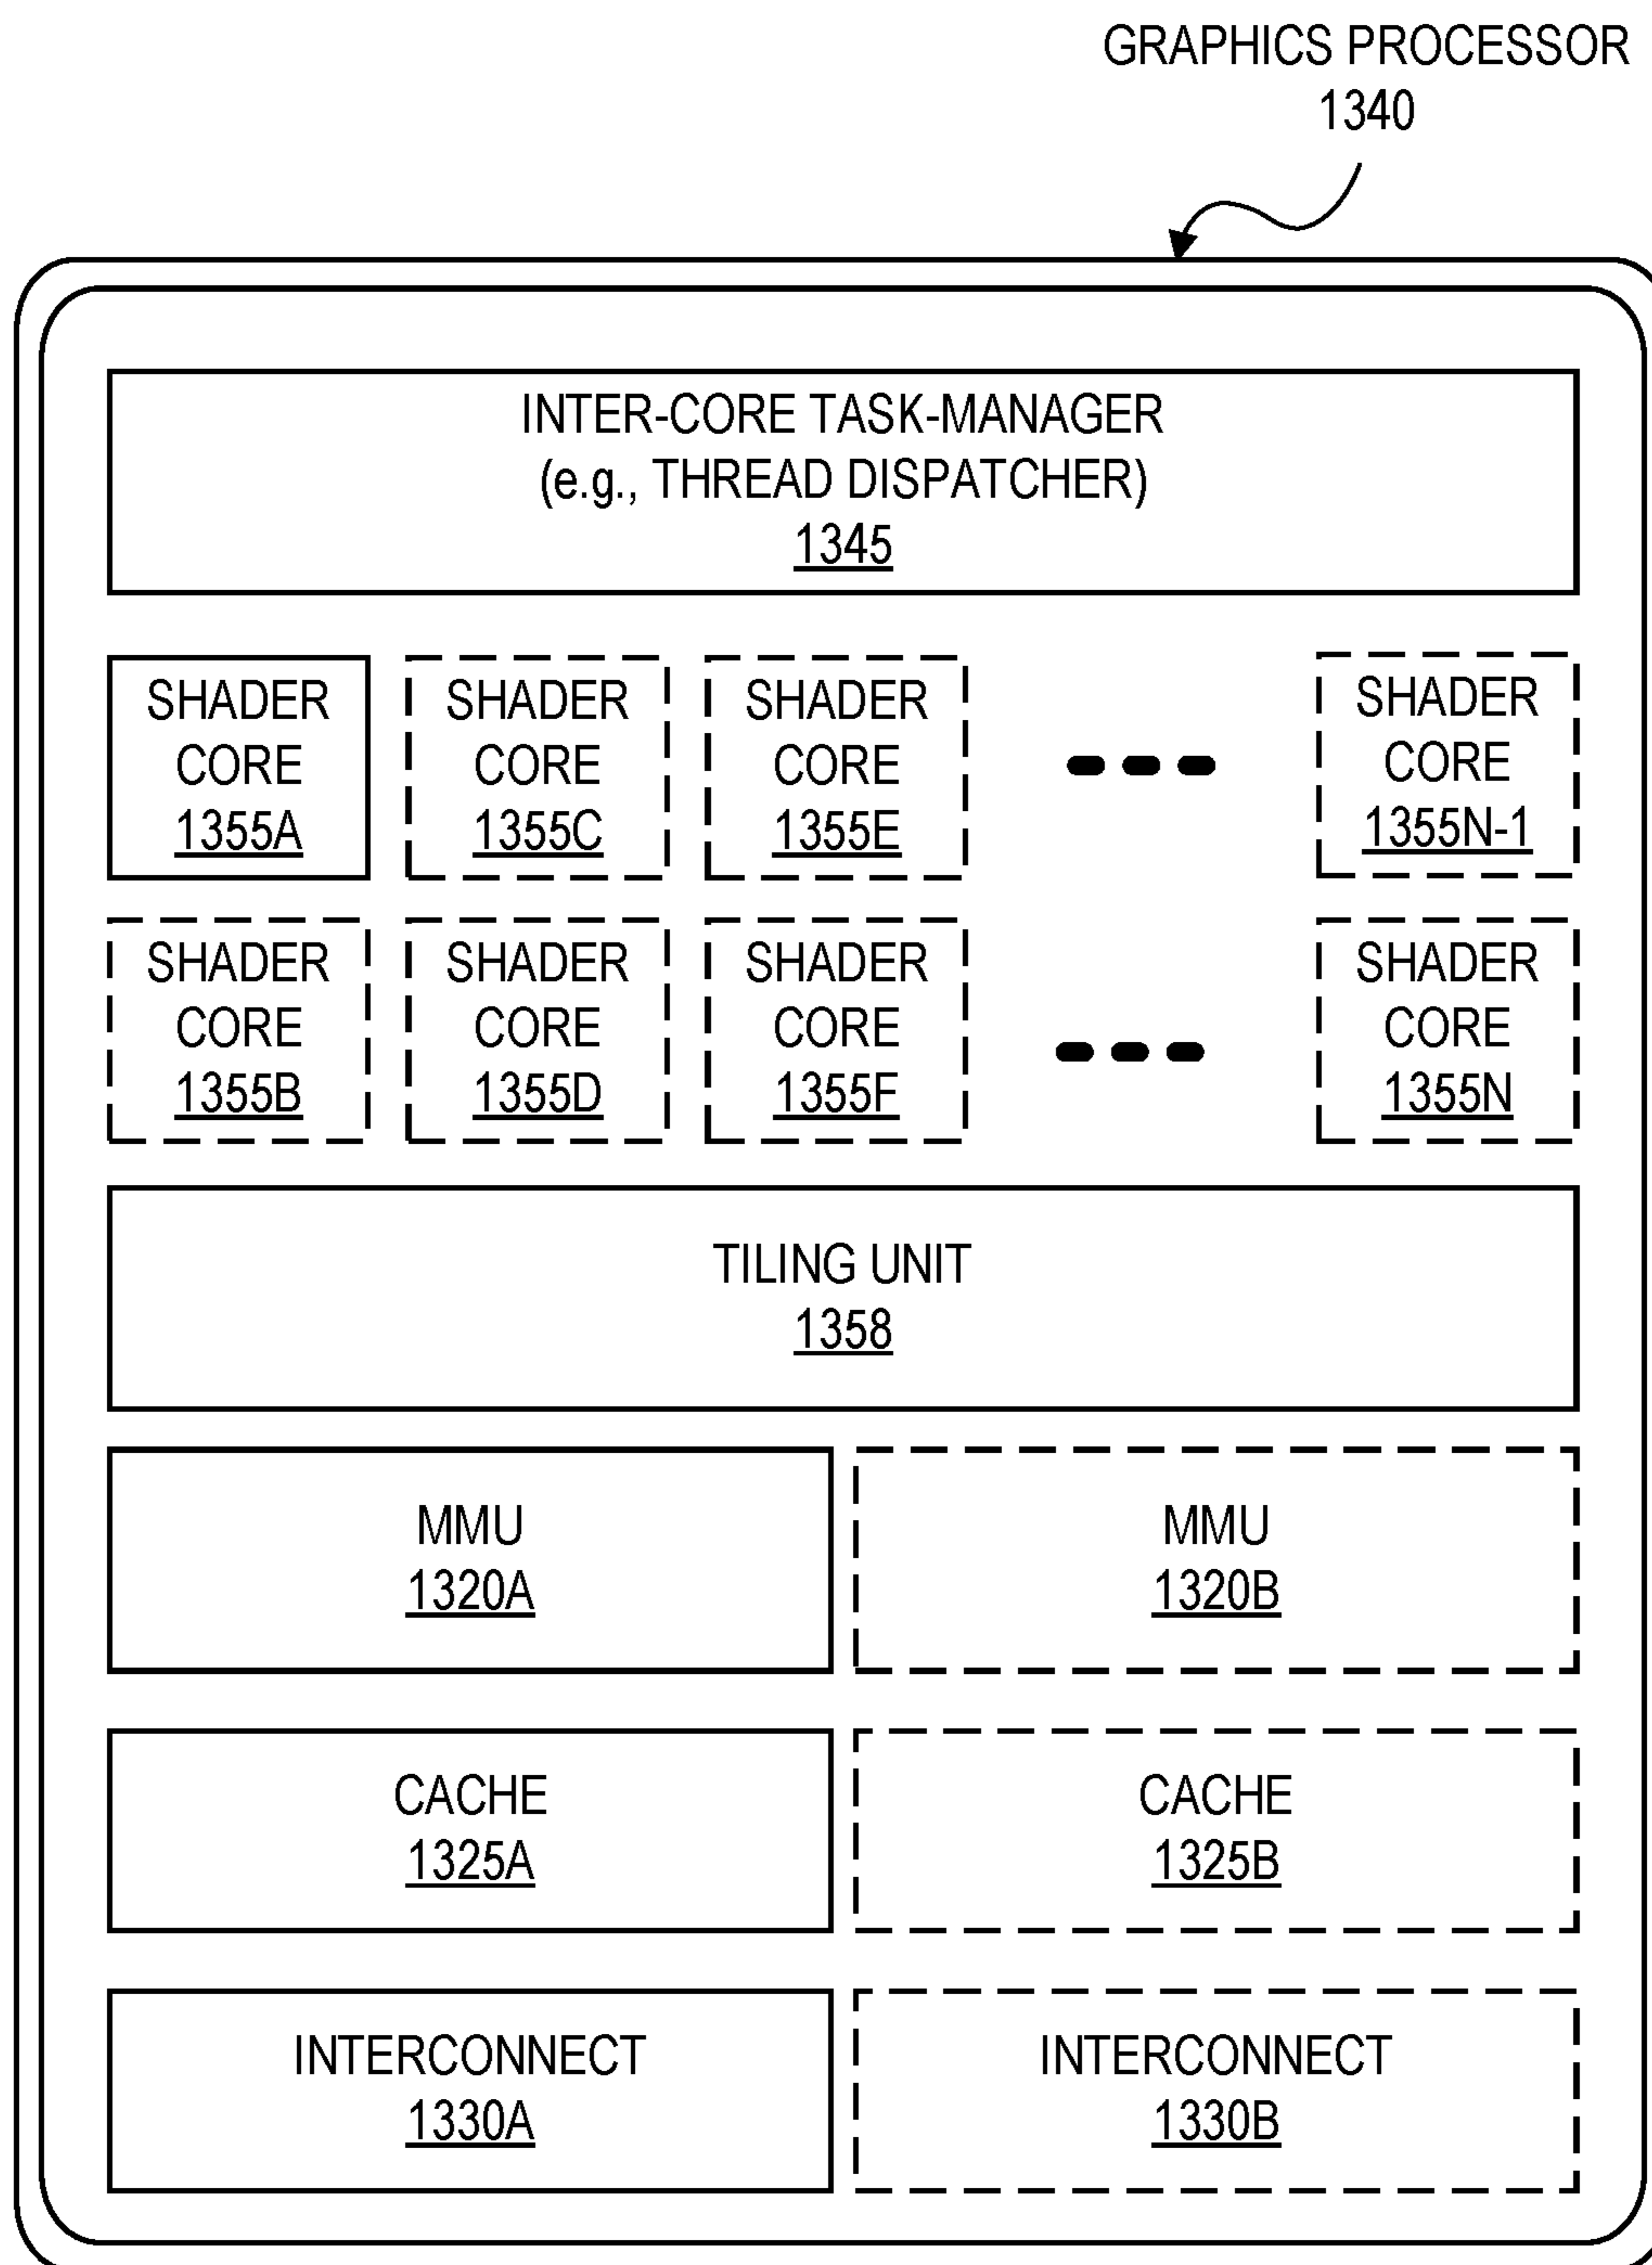 GRAPHICS PROCESSOR
1340
INTER-CORE TASK-MANAGER
(e.g., THREAD DISPATCHER)
1345
SHADER
CORE
1355A
SHADER
CORE
1355C
SHADER
CORE
1355E
SHADER
CORE
1355N-1
SHADER
CORE
1355B
SHADER
CORE
1355D
SHADER
CORE
1355F
SHADER
CORE
1355N
TILING UNIT
1358
MMU
1320A
MMU
1320B
CACHE
1325A
CACHE
1325B
INTERCONNECT
1330A
INTERCONNECT
1330B